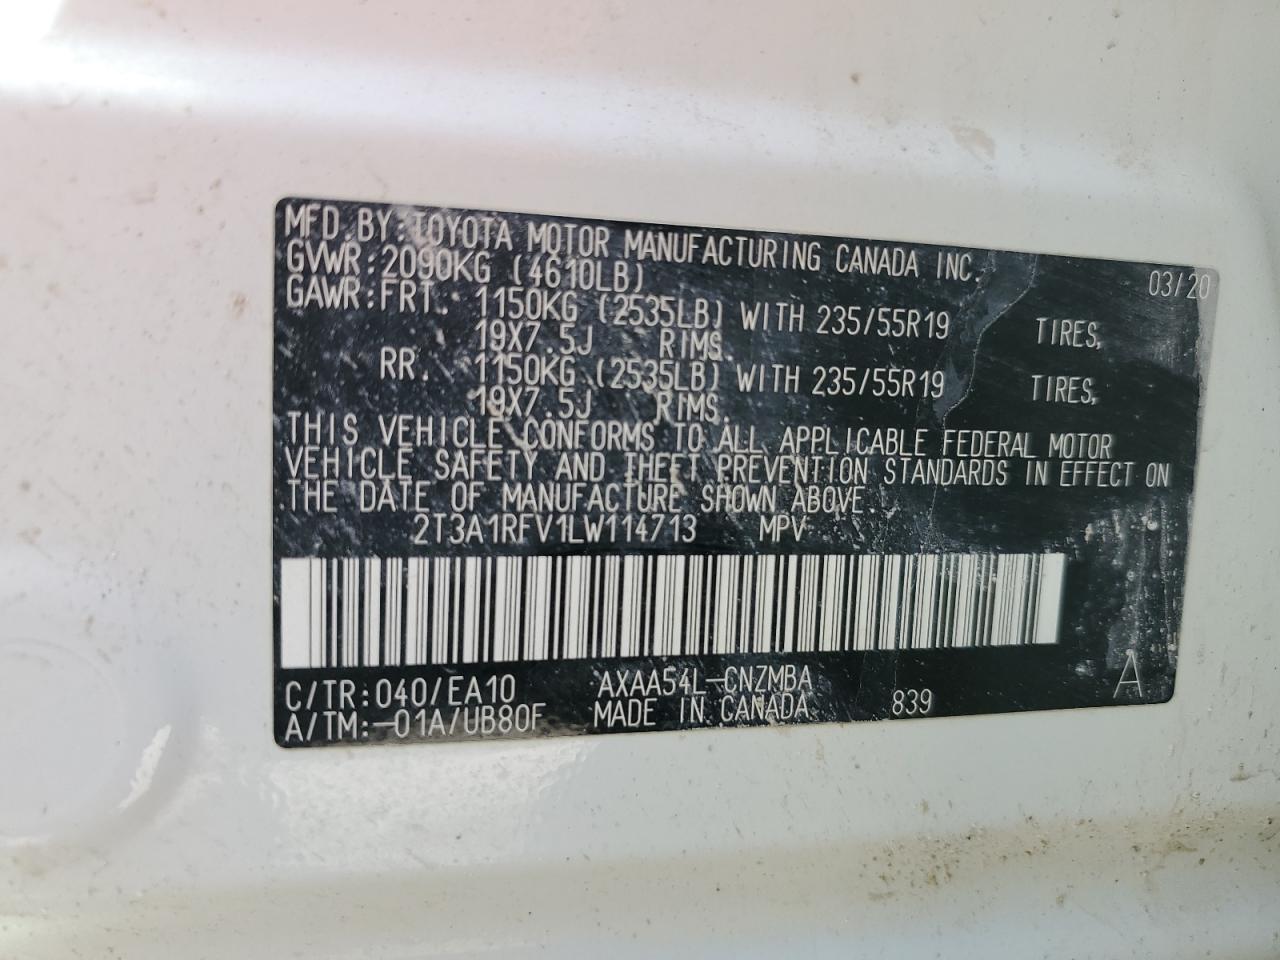 MFD BY:TOYOTA MOTOR MANUFACTURING CANADA INC. 03/20
GVWR:2090KG (4610LB)
GAWR:FRT. 1150KG (2535LB) WITH 235/55R19 TIRES,
19X7.5J RIMS.
RR. 1150KG (2535LB) WITH 235/55R19 TIRES,
19X7.5J RIMS.
THIS VEHICLE CONFORMS TO ALL APPLICABLE FEDERAL MOTOR
VEHICLE SAFETY AND THEFT PREVENTION STANDARDS IN EFFECT ON
THE DATE OF MANUFACTURE SHOWN ABOVE.
2T3A1RFV1LW114713 MPV
C/TR:040/EA10 AXAA54L-CNZMBA A
A/TM:-01A/UB80F MADE IN CANADA 839